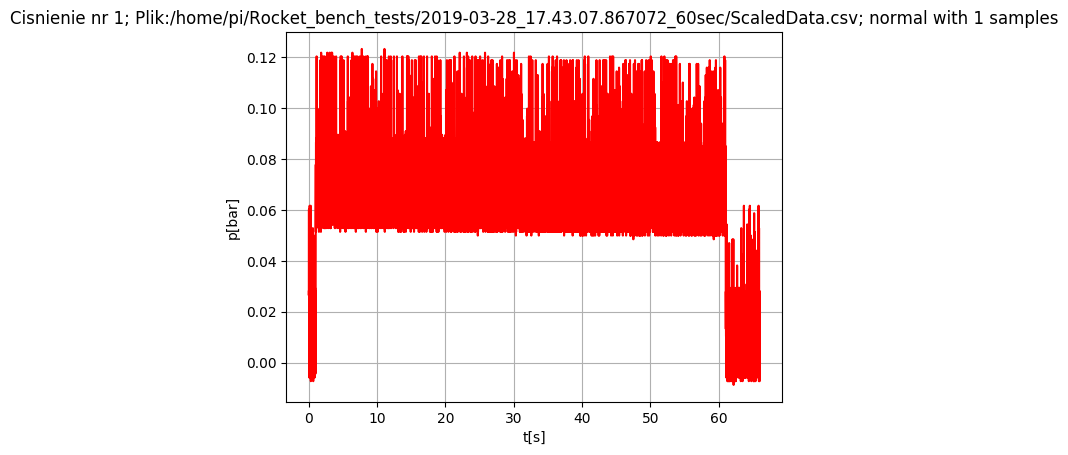 Cisnienie nr 1; Plik:/home/pi/Rocket_bench_tests/2019-03-28_17.43.07.867072_60sec/ScaledData.csv; normal with 1 samples
0.12
0.10
0.08
0.06
0.04
0.02
0.00
p[bar]
0 10 20 30 40 50 60
t[s]